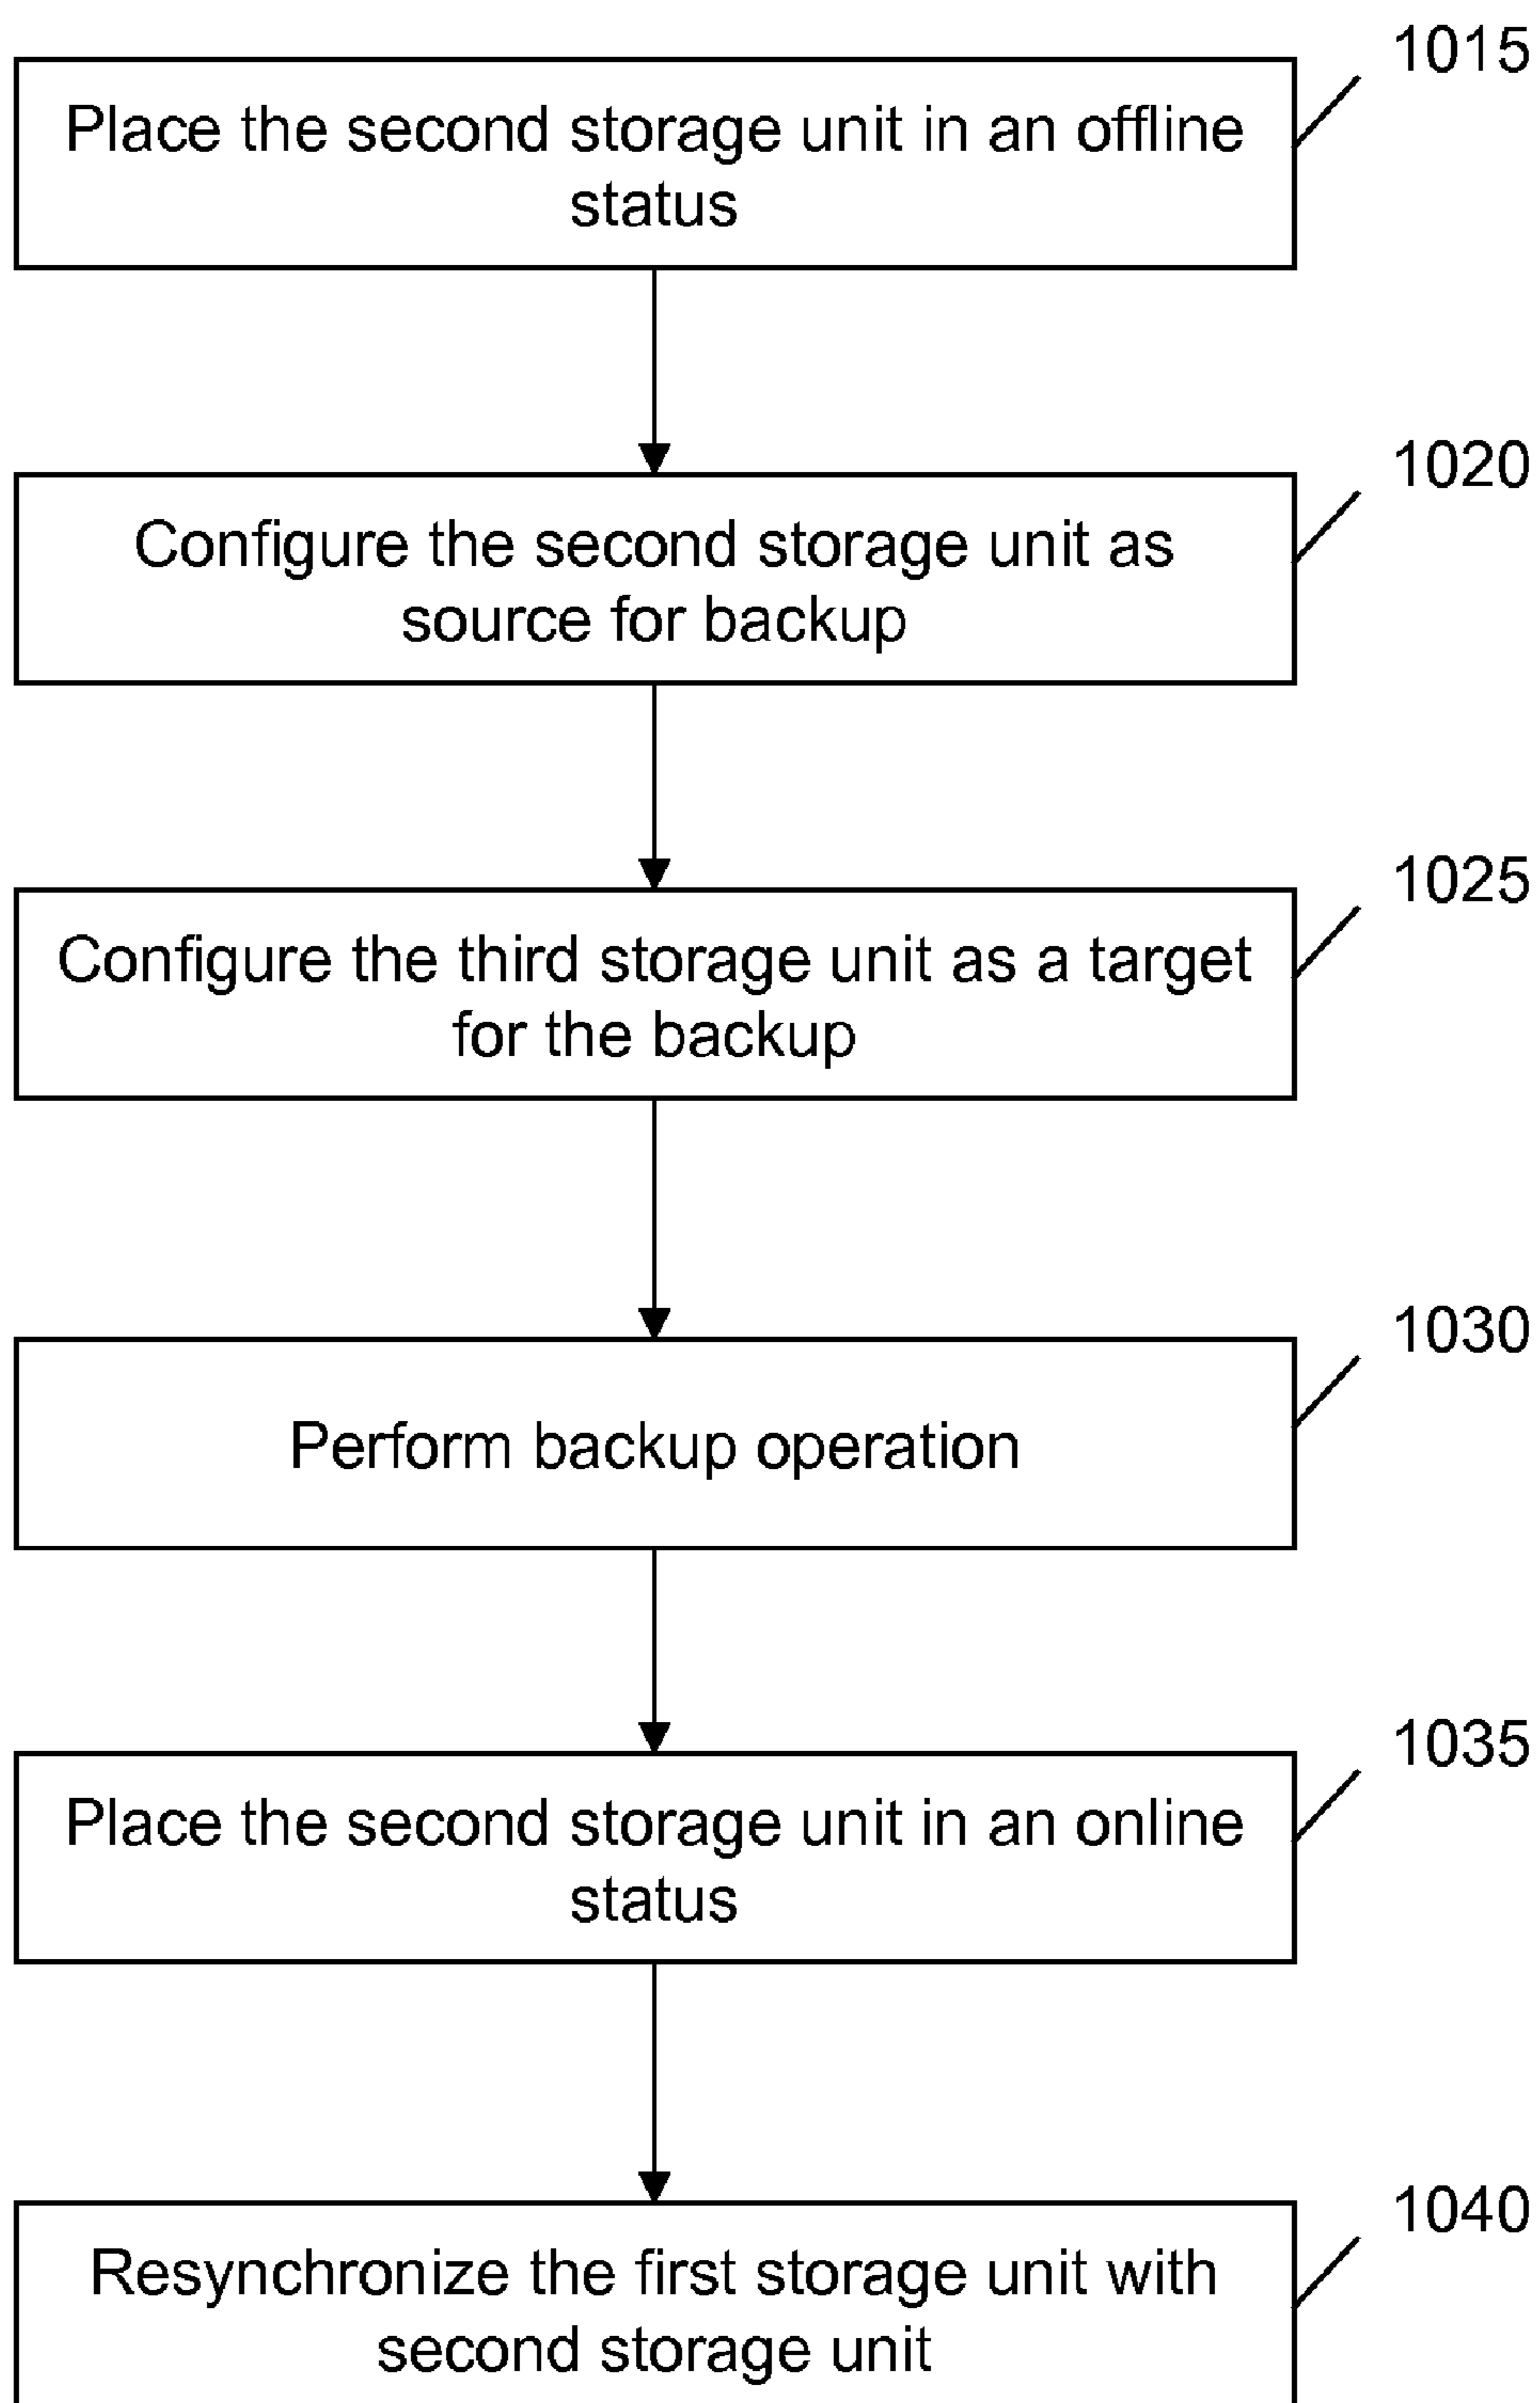 1015
Place the second storage unit in an offline
status
1020
Configure the second storage unit as
source for backup
1025
Configure the third storage unit as a target
for the backup
1030
Perform backup operation
1035
Place the second storage unit in an online
status
1040
Resynchronize the first storage unit with
second storage unit